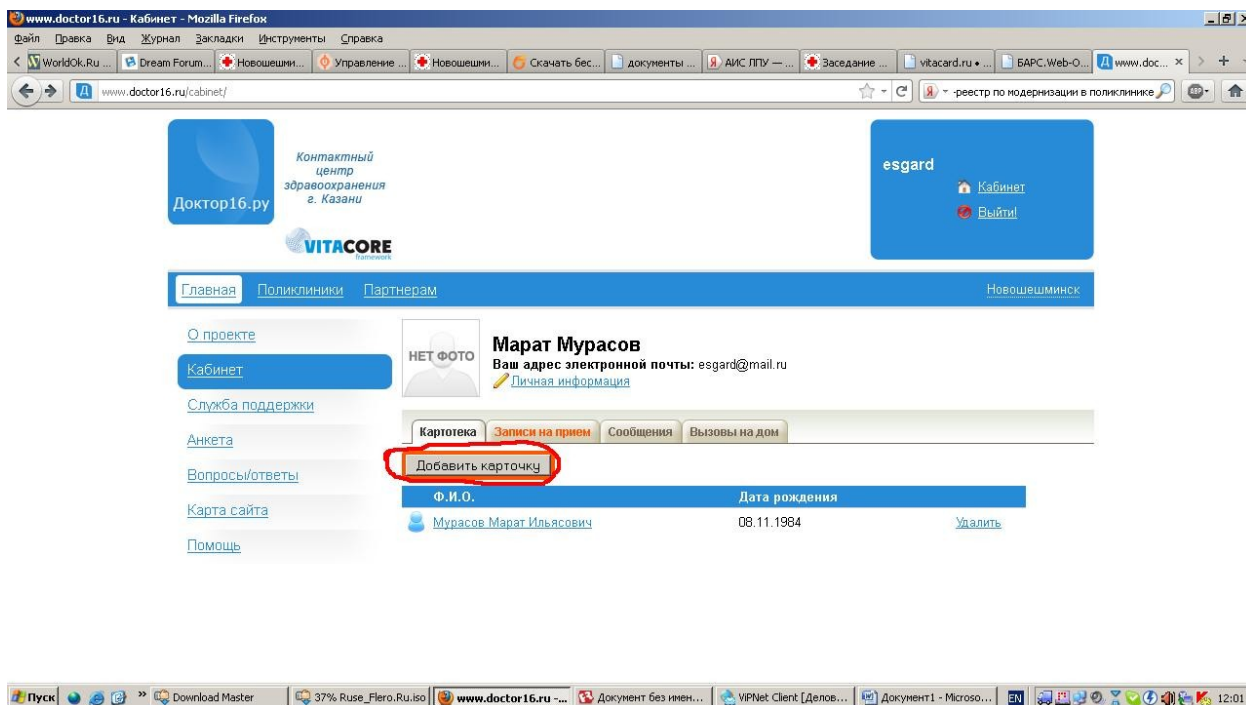 www.doctor16.ru - Кабинет - Mozilla Firefox
Файл Правка Вид Журнал Закладки Инструменты Справка
WorldOk.Ru ... Dream Forum... Новошешми... Управление ... Новошешми... Скачать бес... документы ... АИС ЛПУ — ... Заседание ... vitacard.ru • ... БАРС.Web-О... www.doc...
www.doctor16.ru/cabinet/ -реестр по модернизации в поликлинике
Доктор16.ру
Контактный
центр
здравоохранения
г. Казани
VITACORE
framework
esgard
Кабинет
Выйти!
Главная Поликлиники Партнерам Новошешминск
О проекте
Кабинет
Служба поддержки
Анкета
Вопросы/ответы
Карта сайта
Помощь
НЕТ ФОТО
Марат Мурасов
Ваш адрес электронной почты: esgard@mail.ru
Личная информация
Картотека Записи на прием Сообщения Вызовы на дом
Добавить карточку
Ф.И.О. Дата рождения
Мурасов Марат Ильясович 08.11.1984 Удалить
Пуск Download Master 37% Ruse_Flero.Ru.iso www.doctor16.ru -... Документ без имен... ViPNet Client [Делов... Документ1 - Microso... EN 12:01